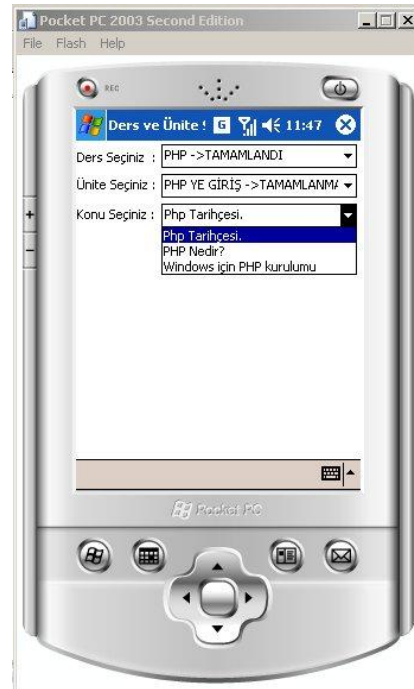 Pocket PC 2003 Second Edition
File Flash Help
REC
Ders ve Ünite S G 11:47
Ders Seçiniz : PHP ->TAMAMLANDI
Ünite Seçiniz : PHP YE GİRİŞ ->TAMAMLANMA
Konu Seçiniz : Php Tarihçesi.
Php Tarihçesi.
PHP Nedir?
Windows için PHP kurulumu
+
−
Pocket PC